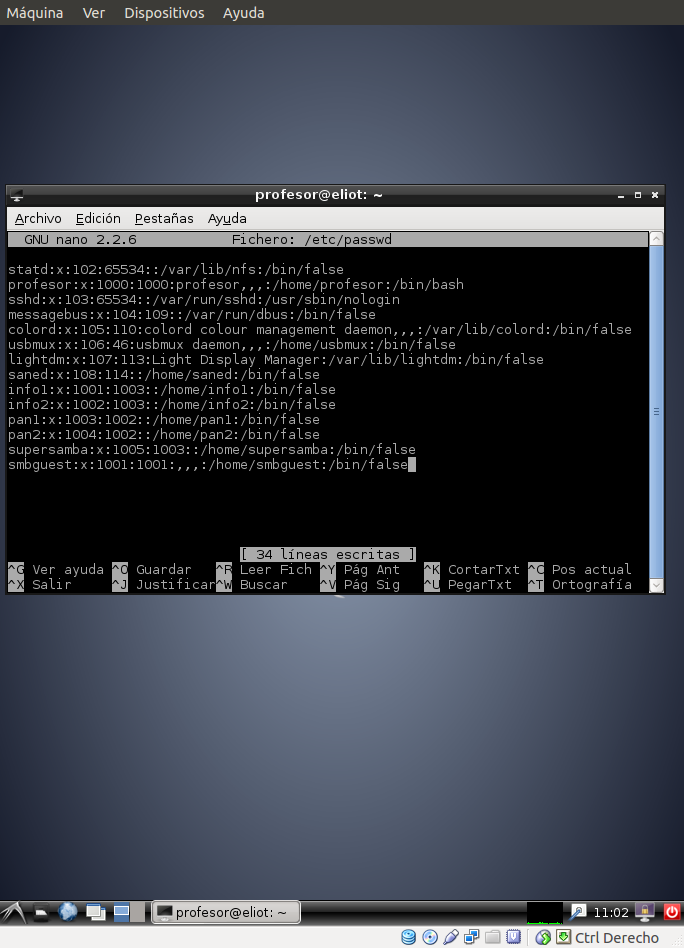 Máquina Ver Dispositivos Ayuda
profesor@eliot: ~
Archivo Edición Pestañas Ayuda
GNU nano 2.2.6 Fichero: /etc/passwd
statd:x:102:65534::/var/lib/nfs:/bin/false
profesor:x:1000:1000:profesor,,,:/home/profesor:/bin/bash
sshd:x:103:65534::/var/run/sshd:/usr/sbin/nologin
messagebus:x:104:109::/var/run/dbus:/bin/false
colord:x:105:110:colord colour management daemon,,,:/var/lib/colord:/bin/false
usbmux:x:106:46:usbmux daemon,,,:/home/usbmux:/bin/false
lightdm:x:107:113:Light Display Manager:/var/lib/lightdm:/bin/false
saned:x:108:114::/home/saned:/bin/false
info1:x:1001:1003::/home/info1:/bin/false
info2:x:1002:1003::/home/info2:/bin/false
pan1:x:1003:1002::/home/pan1:/bin/false
pan2:x:1004:1002::/home/pan2:/bin/false
supersamba:x:1005:1003::/home/supersamba:/bin/false
smbguest:x:1001:1001:,,,:/home/smbguest:/bin/false
[ 34 líneas escritas ]
^G Ver ayuda ^O Guardar ^R Leer Fich ^Y Pág Ant ^K CortarTxt ^C Pos actual
^X Salir ^J Justificar ^W Buscar ^V Pág Sig ^U PegarTxt ^T Ortografía
profesor@eliot: ~ 11:02
Ctrl Derecho